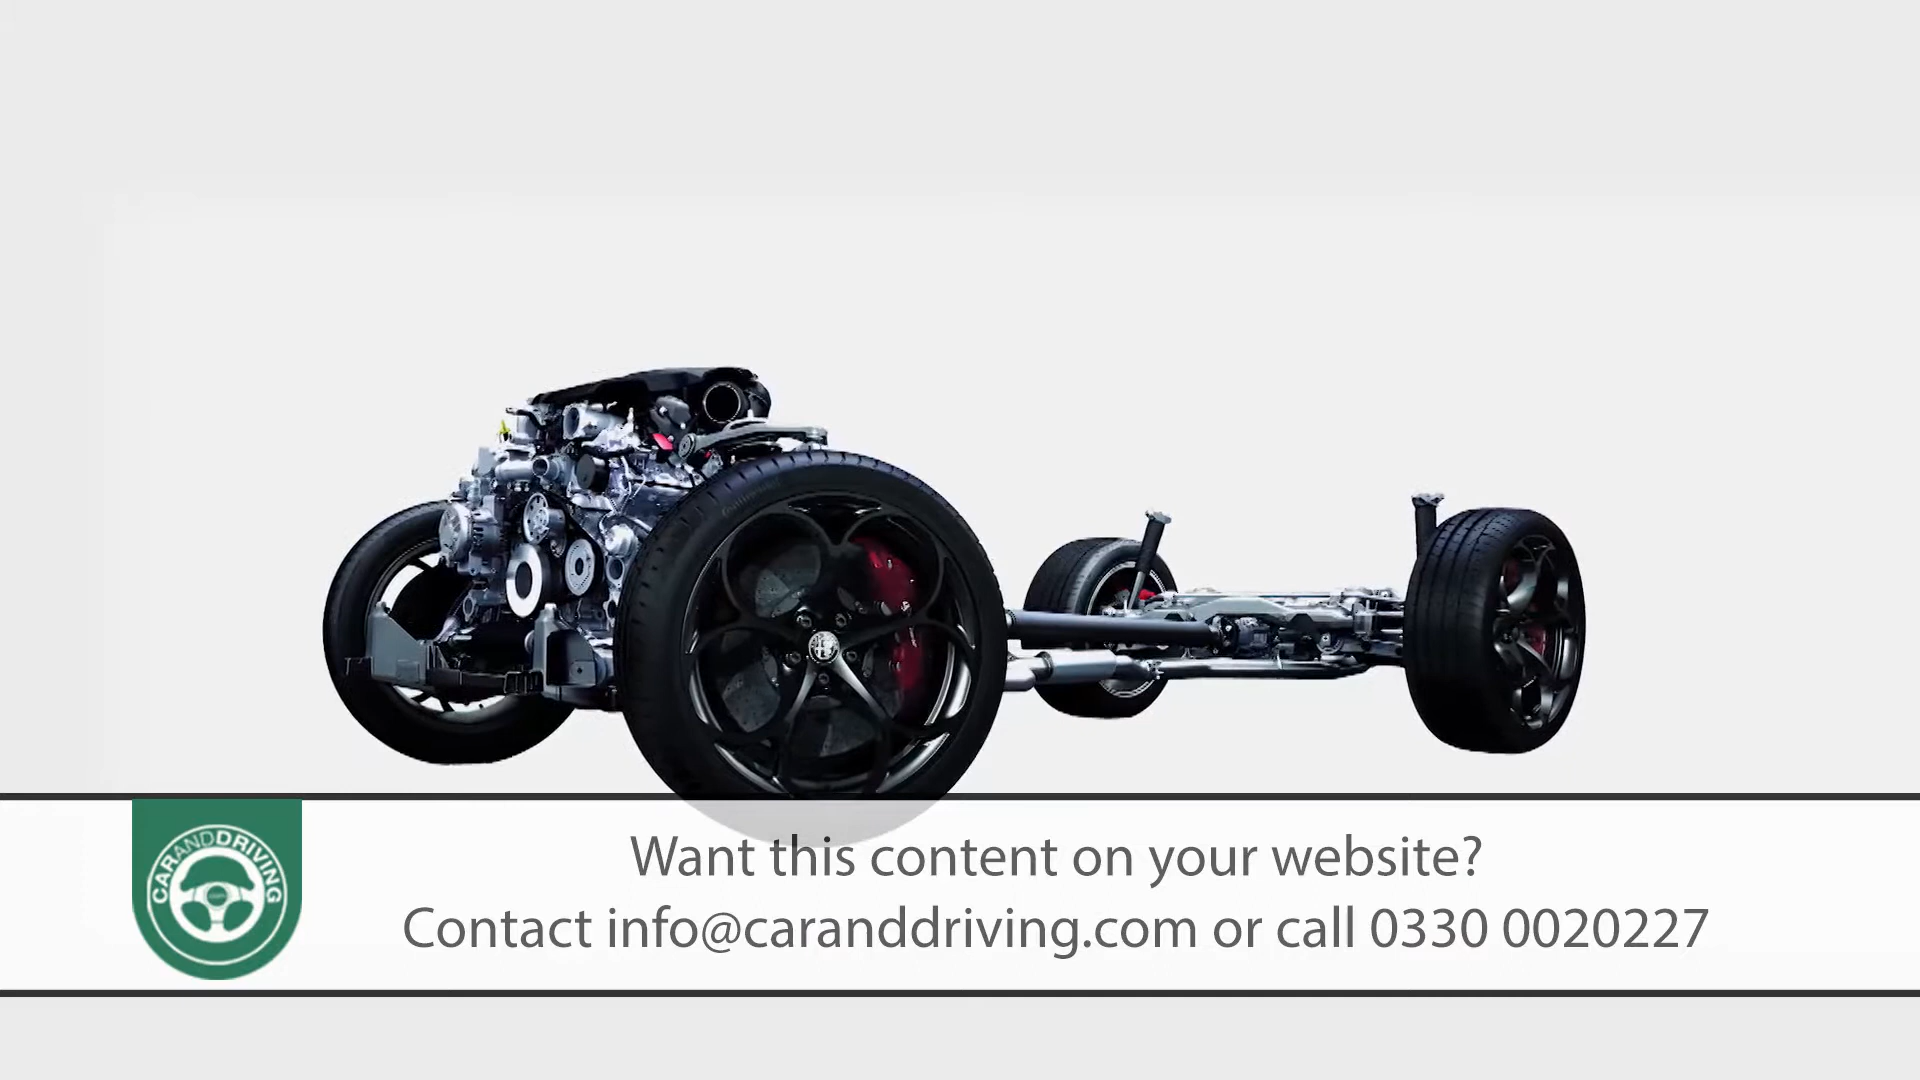 CARANDDRIVING
Want this content on your website?
Contact info@caranddriving.com or call 0330 0020227